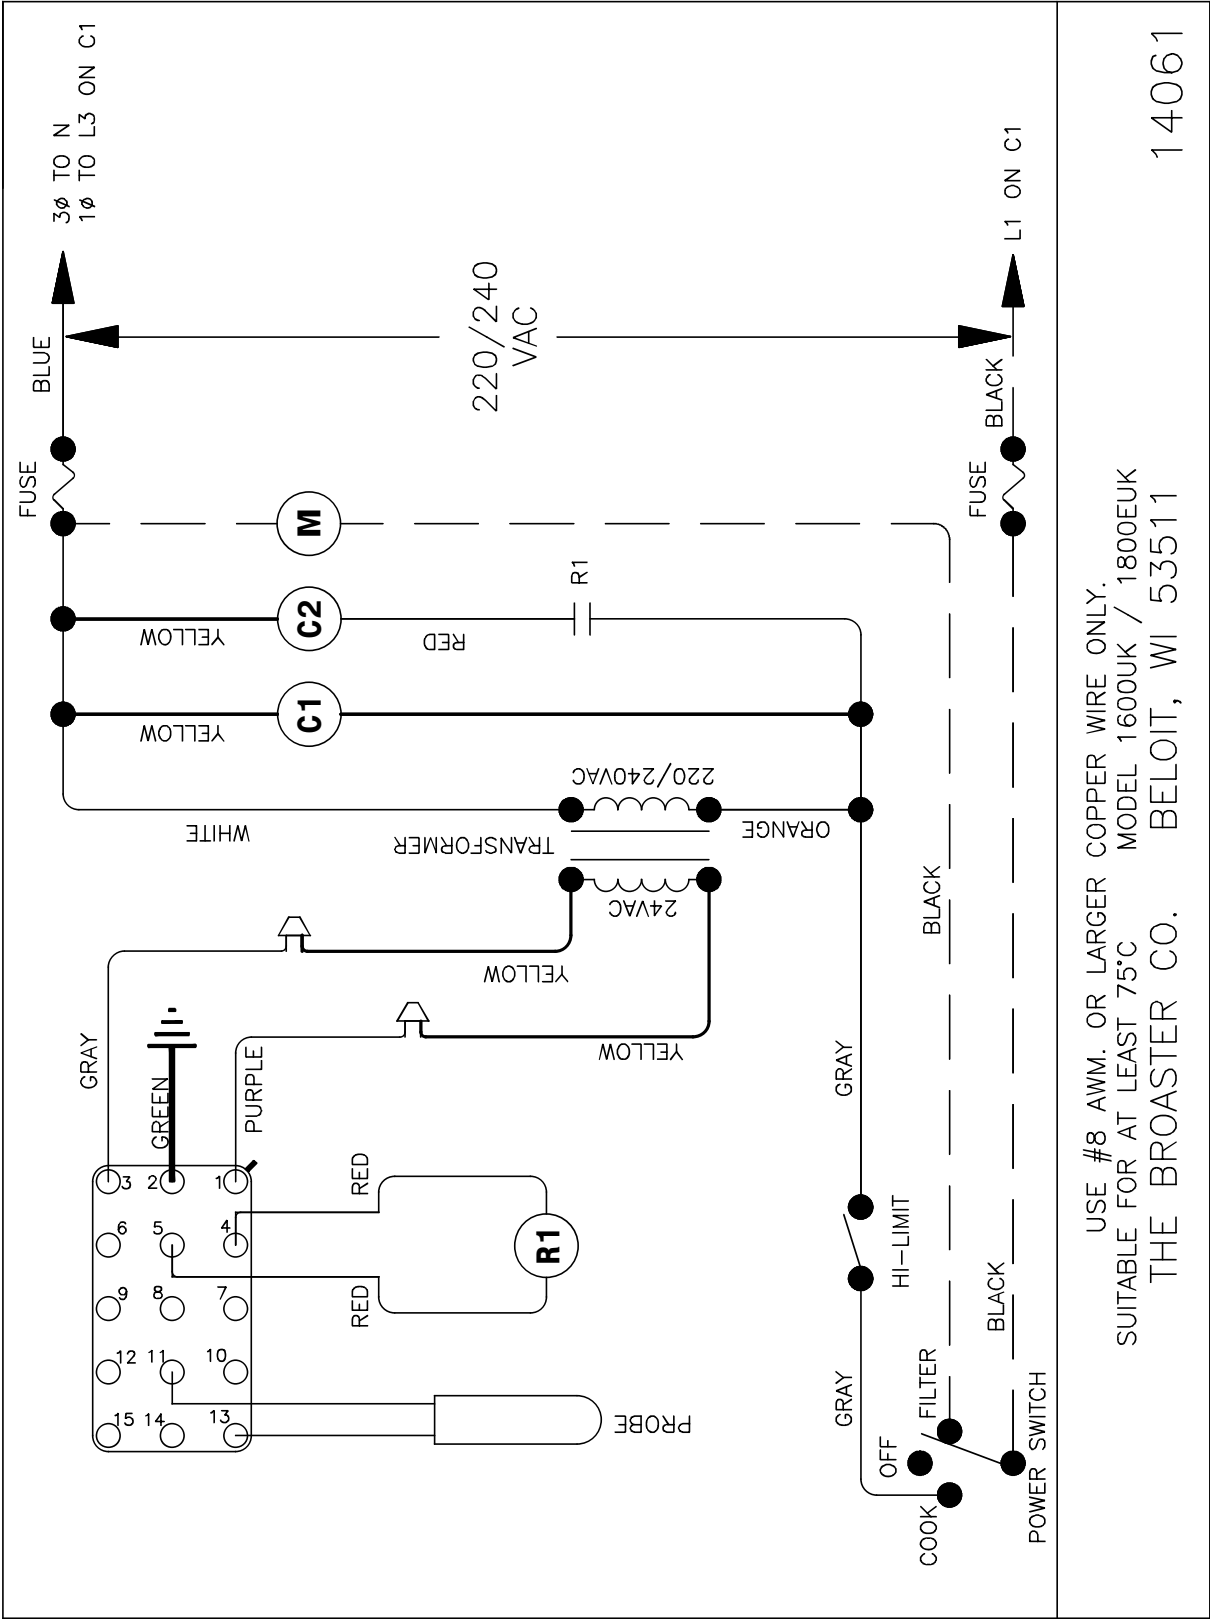 3Ø TO N
1Ø TO L3 ON C1
BLUE
FUSE
220/240
VAC
L1 ON C1
BLACK
FUSE
M
C2
YELLOW
RED
R1
C1
YELLOW
WHITE
TRANSFORMER
220/240VAC
24VAC
ORANGE
YELLOW
YELLOW
GRAY
GREEN
PURPLE
3 2 1
6 5 4
9 8 7
12 11 10
15 14 13
RED
RED
R1
PROBE
BLACK
GRAY
HI-LIMIT
GRAY
BLACK
FILTER
OFF
COOK
POWER SWITCH
USE #8 AWM. OR LARGER COPPER WIRE ONLY.
SUITABLE FOR AT LEAST 75°C MODEL 1600UK / 1800EUK
THE BROASTER CO. BELOIT, WI 53511 14061